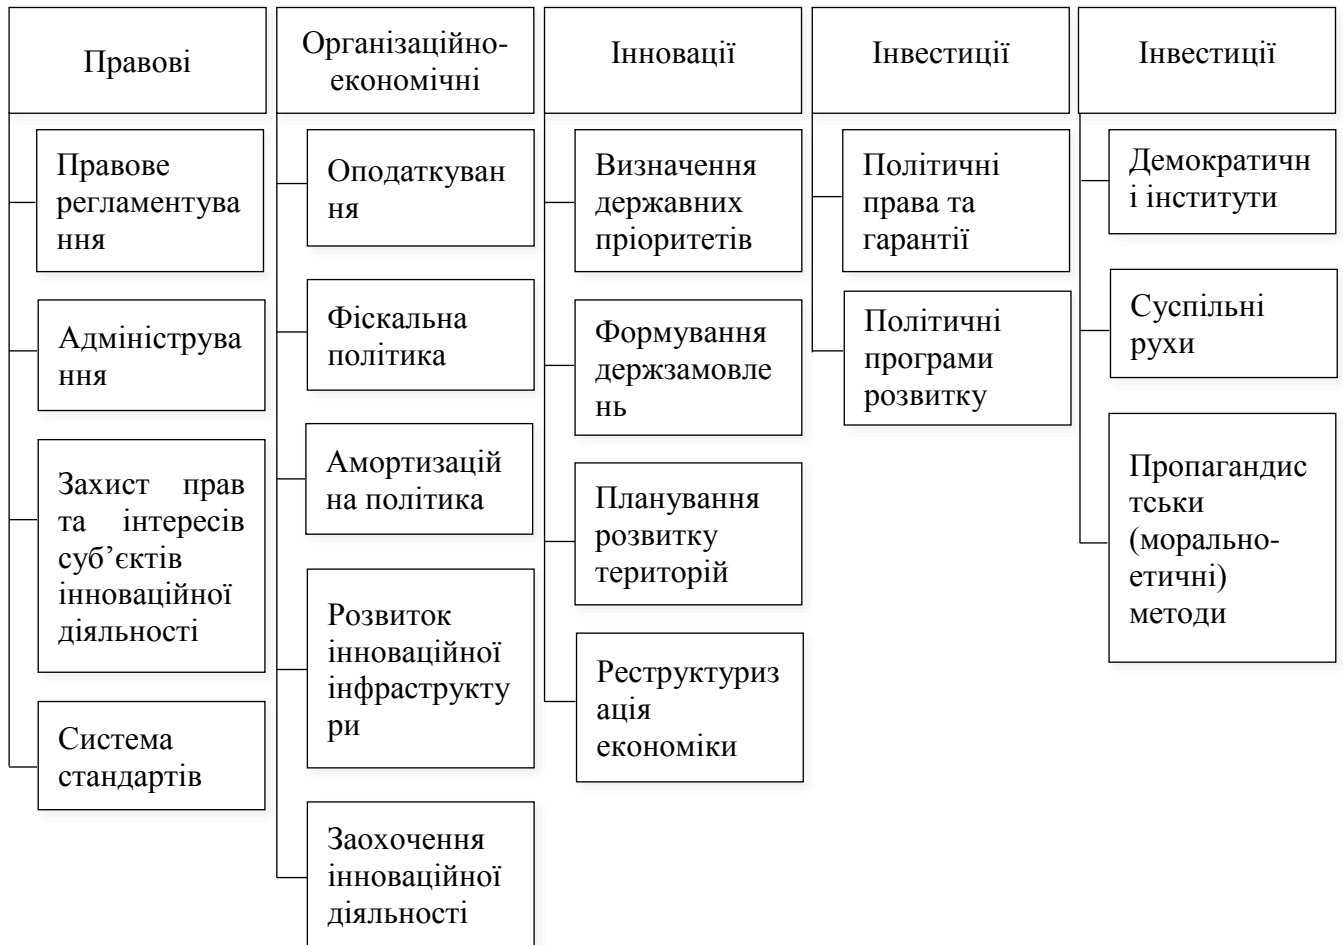 Правові
Організаційно-
економічні
Інновації
Інвестиції
Інвестиції
Правове
регламентува
ння
Адмініструва
ння
Захист прав
та інтересів
суб’єктів
інноваційної
діяльності
Система
стандартів
Оподаткуван
ня
Фіскальна
політика
Амортизацій
на політика
Розвиток
інноваційної
інфраструкту
ри
Заохочення
інноваційної
діяльності
Визначення
державних
пріоритетів
Формування
держзамовле
нь
Планування
розвитку
територій
Реструктуриз
ація
економіки
Політичні
права та
гарантії
Політичні
програми
розвитку
Демократичн
і інститути
Суспільні
рухи
Пропагандис
тськи
(морально-
етичні)
методи